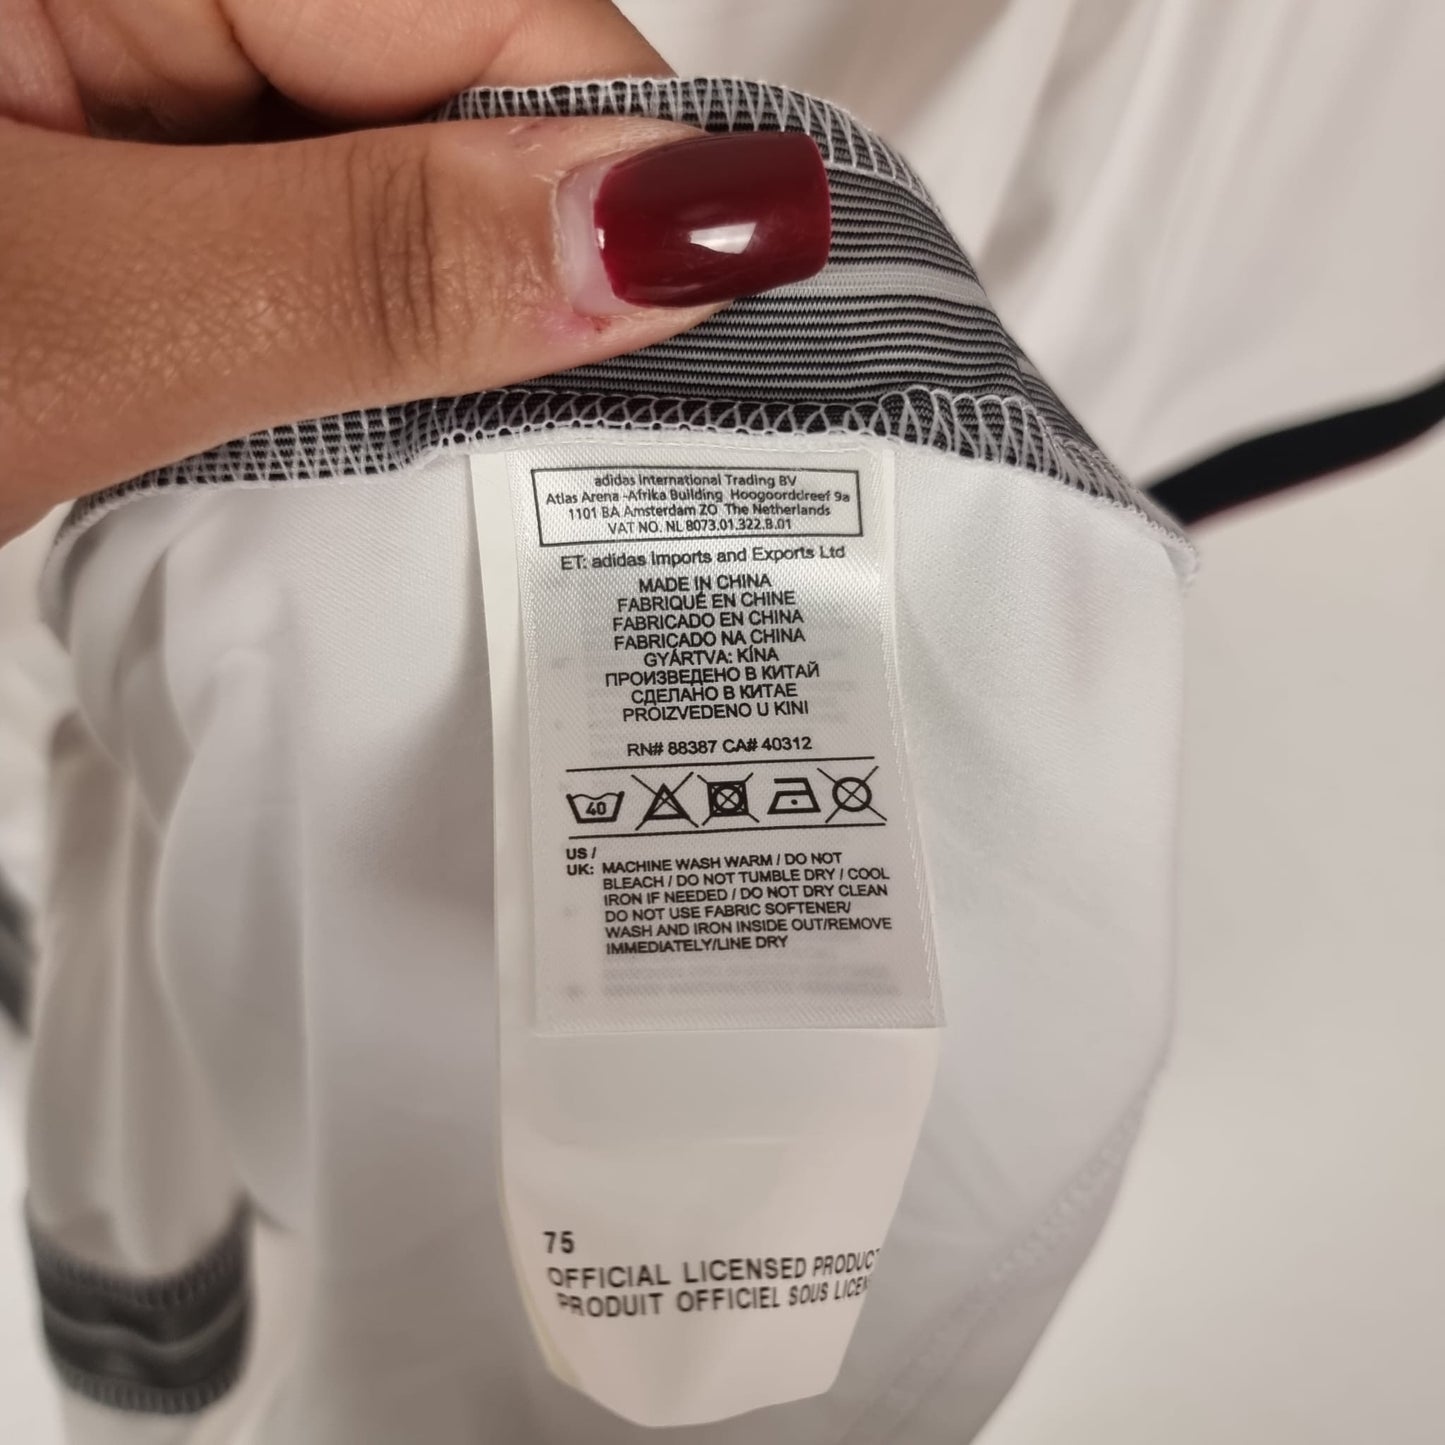 adidas International Trading BV
Atlas Arena -Afrika Building Hoogoorddreef 9a
1101 BA Amsterdam ZO The Netherlands
VAT NO. NL 8073.01.322.B.01
ET: adidas Imports and Exports Ltd
MADE IN CHINA
FABRIQUÉ EN CHINE
FABRICADO EN CHINA
FABRICADO NA CHINA
GYÁRTVA: KÍNA
ПРОИЗВЕДЕНО В КИТАЙ
СДЕЛАНО В КИТАЕ
PROIZVEDENO U KINI
RN# 88387 CA# 40312
40
US /
UK: MACHINE WASH WARM / DO NOT
BLEACH / DO NOT TUMBLE DRY / COOL
IRON IF NEEDED / DO NOT DRY CLEAN
DO NOT USE FABRIC SOFTENER/
WASH AND IRON INSIDE OUT/REMOVE
IMMEDIATELY/LINE DRY
75
OFFICIAL LICENSED PRODUCT
PRODUIT OFFICIEL SOUS